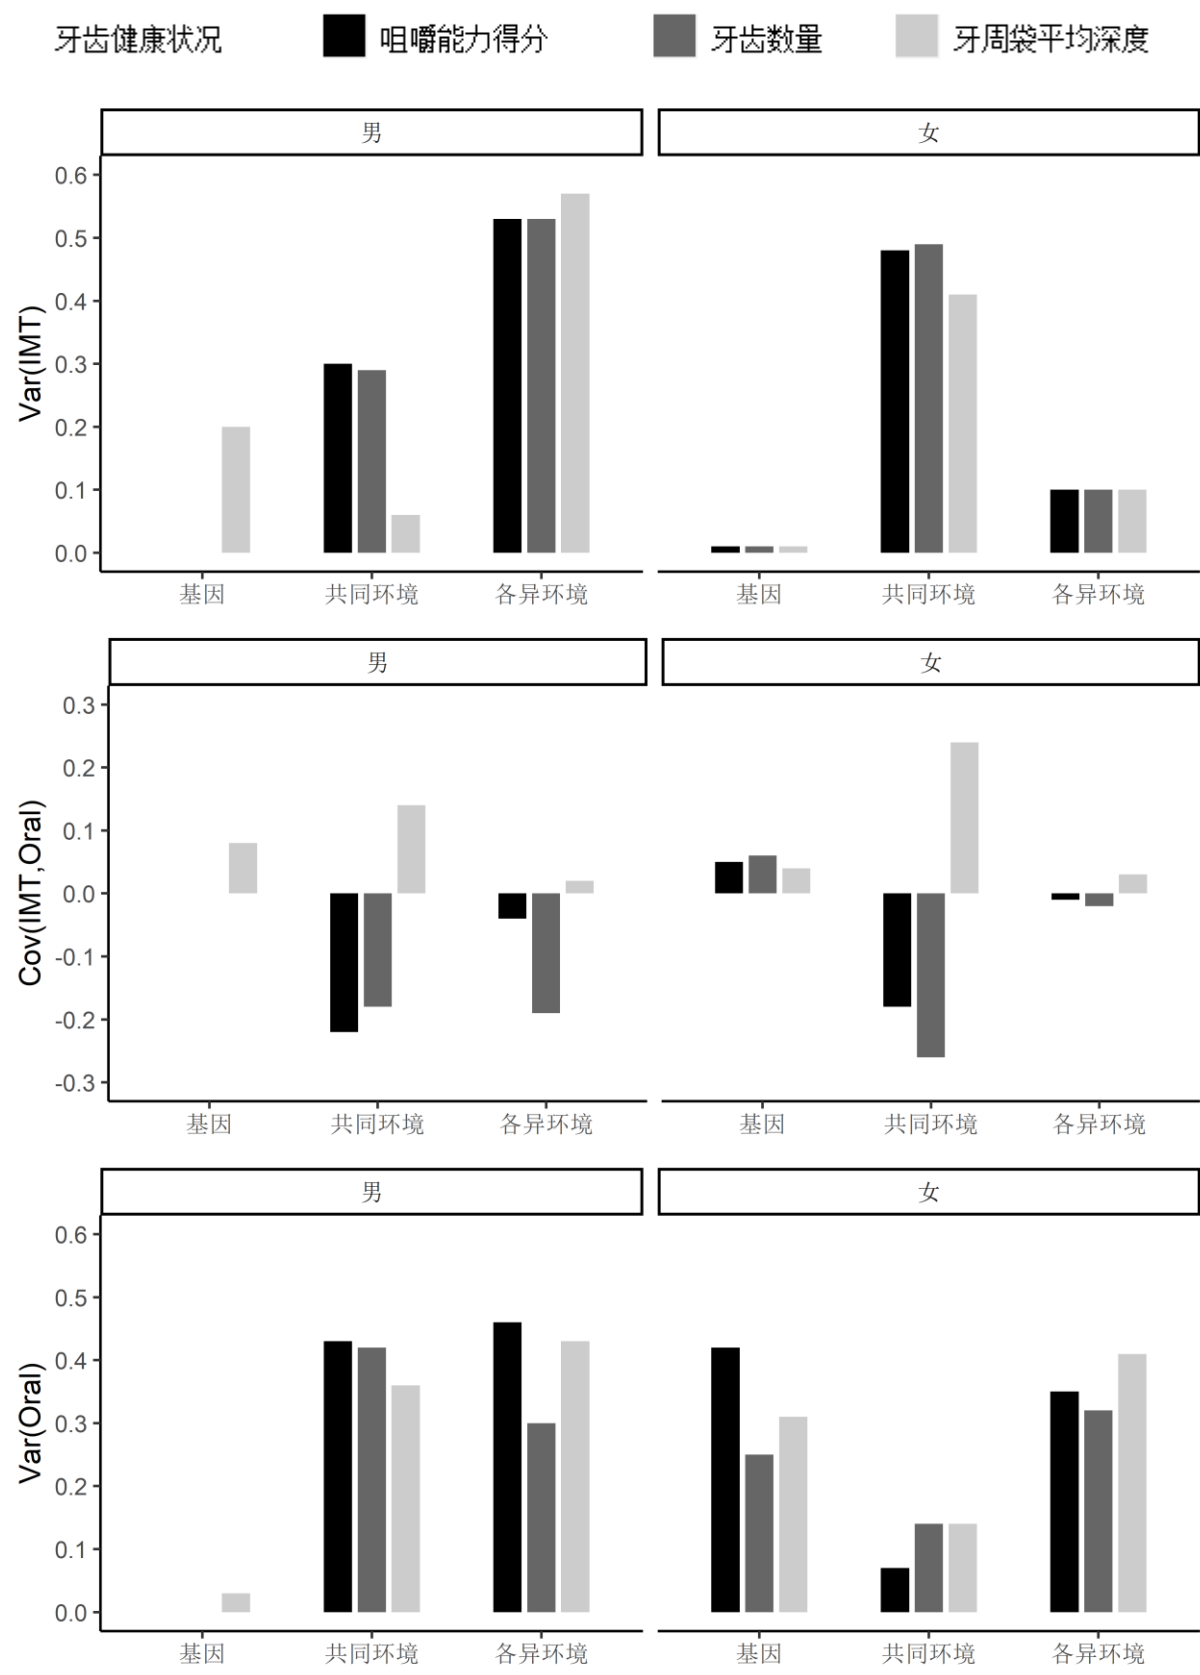 牙齿健康状况 咀嚼能力得分 牙齿数量 牙周袋平均深度
男 女
Var(IMT)
0.6
0.5
0.4
0.3
0.2
0.1
0.0
基因 共同环境 各异环境 基因 共同环境 各异环境
男 女
Cov(IMT,Oral)
0.3
0.2
0.1
0.0
-0.1
-0.2
-0.3
基因 共同环境 各异环境 基因 共同环境 各异环境
男 女
Var(Oral)
0.6
0.5
0.4
0.3
0.2
0.1
0.0
基因 共同环境 各异环境 基因 共同环境 各异环境